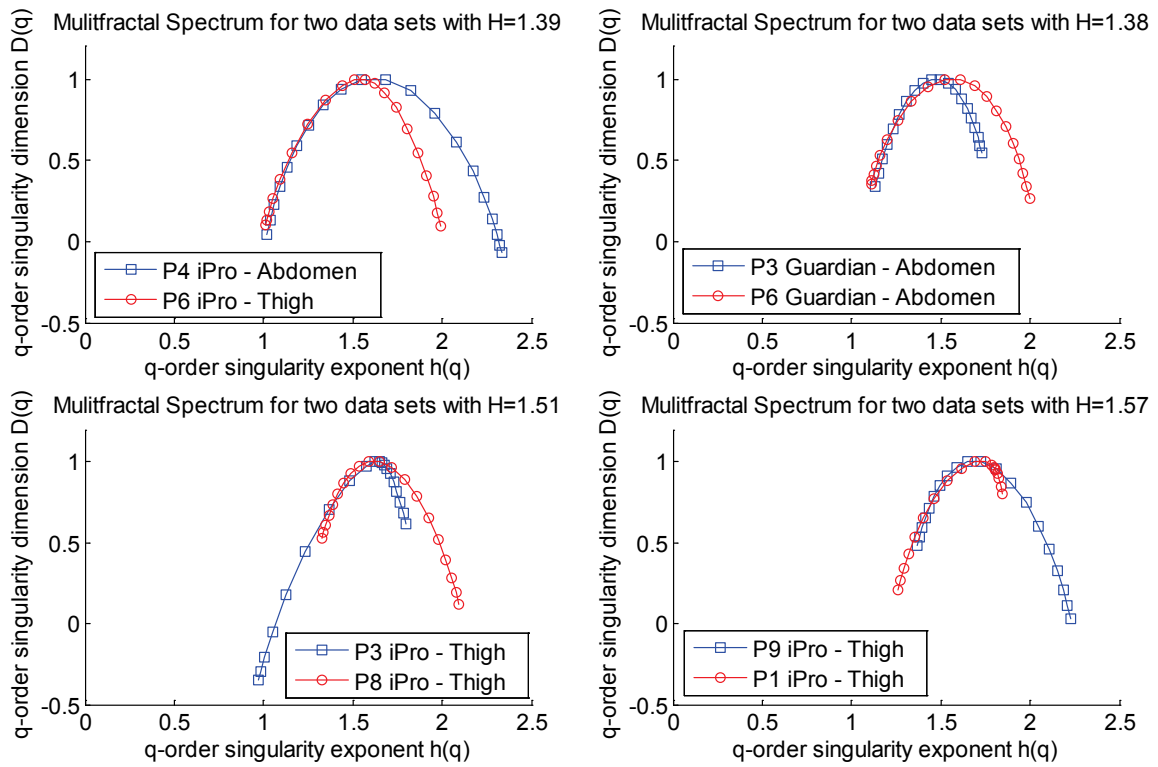 Mulitfractal Spectrum for two data sets with H=1.39
q-order singularity dimension D(q)
1
0.5
0
-0.5
P4 iPro - Abdomen
P6 iPro - Thigh
0 0.5 1 1.5 2 2.5
q-order singularity exponent h(q)
Mulitfractal Spectrum for two data sets with H=1.38
q-order singularity dimension D(q)
1
0.5
0
-0.5
P3 Guardian - Abdomen
P6 Guardian - Abdomen
0 0.5 1 1.5 2 2.5
q-order singularity exponent h(q)
Mulitfractal Spectrum for two data sets with H=1.51
q-order singularity dimension D(q)
1
0.5
0
-0.5
P3 iPro - Thigh
P8 iPro - Thigh
0 0.5 1 1.5 2 2.5
q-order singularity exponent h(q)
Mulitfractal Spectrum for two data sets with H=1.57
q-order singularity dimension D(q)
1
0.5
0
-0.5
P9 iPro - Thigh
P1 iPro - Thigh
0 0.5 1 1.5 2 2.5
q-order singularity exponent h(q)